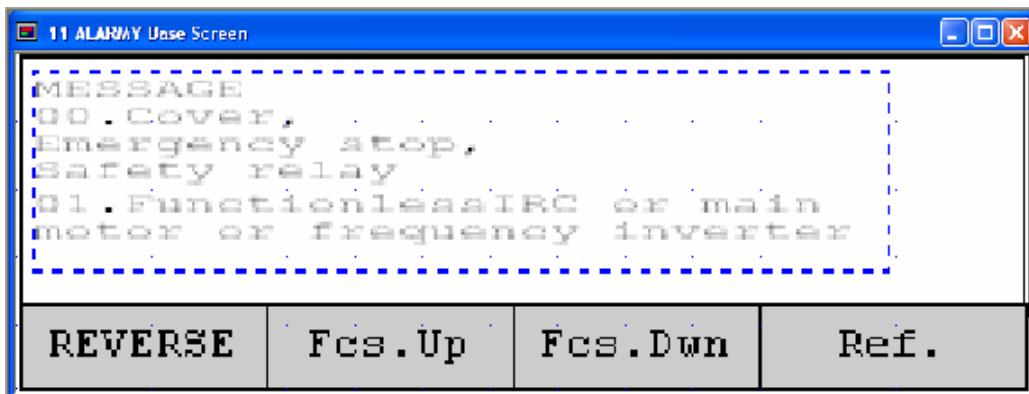 11 ALARMY Base Screen
MESSAGE
00.Cover,
Emergency stop,
Safety relay
01.FunctionlessIRC or main
motor or frequency inverter
REVERSE Fcs.Up Fcs.Dwn Ref.